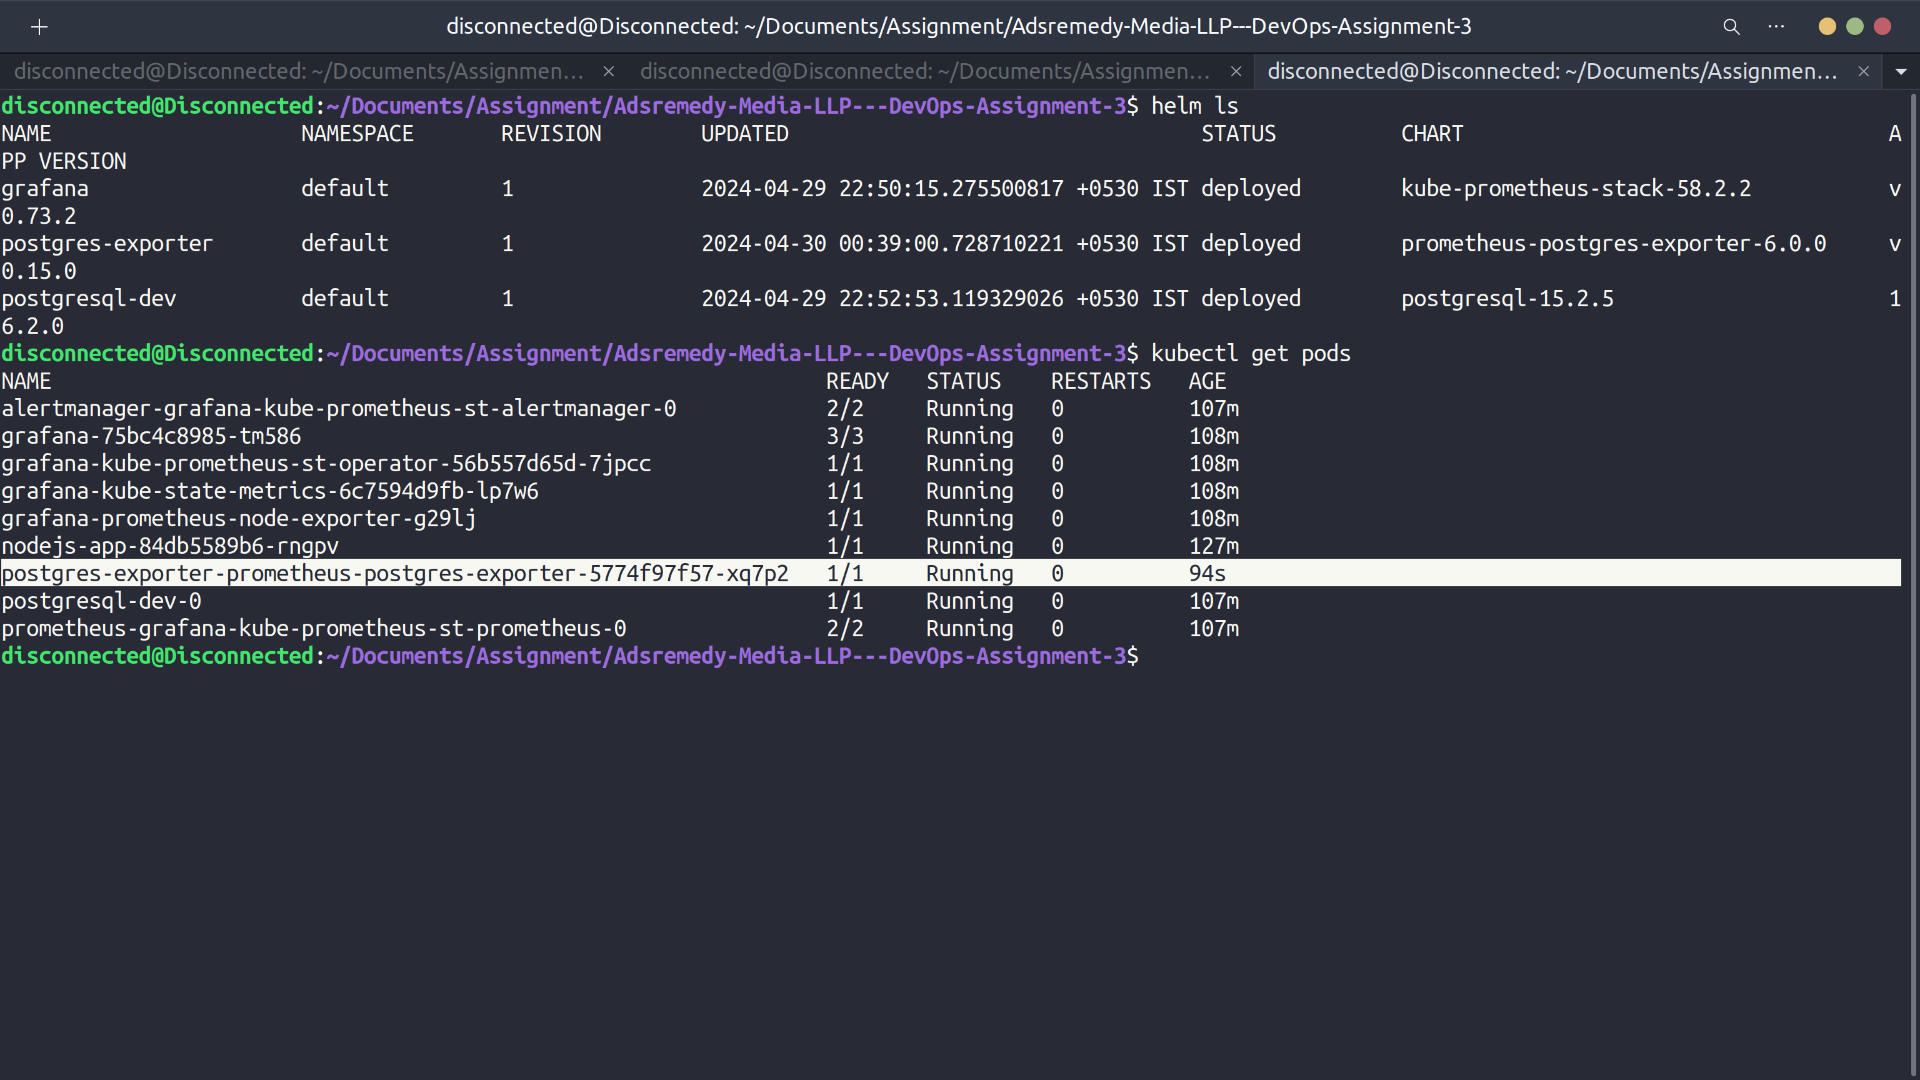 disconnected@Disconnected: ~/Documents/Assignment/Adsremedy-Media-LLP---DevOps-Assignment-3
disconnected@Disconnected: ~/Documents/Assignmen... disconnected@Disconnected: ~/Documents/Assignmen... disconnected@Disconnected: ~/Documents/Assignmen...
disconnected@Disconnected:~/Documents/Assignment/Adsremedy-Media-LLP---DevOps-Assignment-3$ helm ls
NAME NAMESPACE REVISION UPDATED STATUS CHART A
PP VERSION
grafana default 1 2024-04-29 22:50:15.275500817 +0530 IST deployed kube-prometheus-stack-58.2.2 v
0.73.2
postgres-exporter default 1 2024-04-30 00:39:00.728710221 +0530 IST deployed prometheus-postgres-exporter-6.0.0 v
0.15.0
postgresql-dev default 1 2024-04-29 22:52:53.119329026 +0530 IST deployed postgresql-15.2.5 1
6.2.0
disconnected@Disconnected:~/Documents/Assignment/Adsremedy-Media-LLP---DevOps-Assignment-3$ kubectl get pods
NAME READY STATUS RESTARTS AGE
alertmanager-grafana-kube-prometheus-st-alertmanager-0 2/2 Running 0 107m
grafana-75bc4c8985-tm586 3/3 Running 0 108m
grafana-kube-prometheus-st-operator-56b557d65d-7jpcc 1/1 Running 0 108m
grafana-kube-state-metrics-6c7594d9fb-lp7w6 1/1 Running 0 108m
grafana-prometheus-node-exporter-g29lj 1/1 Running 0 108m
nodejs-app-84db5589b6-rngpv 1/1 Running 0 127m
postgres-exporter-prometheus-postgres-exporter-5774f97f57-xq7p2 1/1 Running 0 94s
postgresql-dev-0 1/1 Running 0 107m
prometheus-grafana-kube-prometheus-st-prometheus-0 2/2 Running 0 107m
disconnected@Disconnected:~/Documents/Assignment/Adsremedy-Media-LLP---DevOps-Assignment-3$